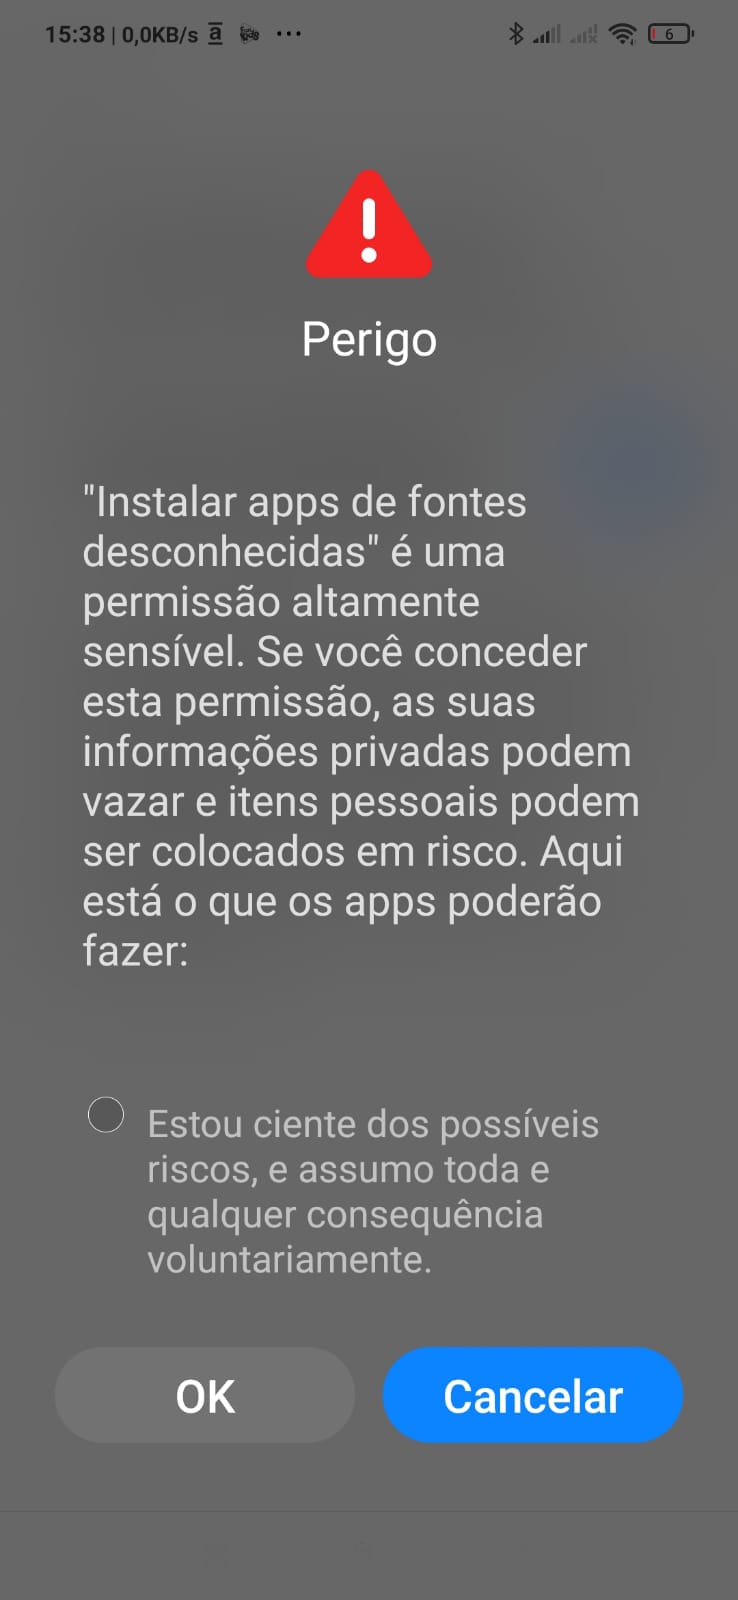 15:38 | 0,0KB/s a ···
6
Perigo
"Instalar apps de fontes
desconhecidas" é uma
permissão altamente
sensível. Se você conceder
esta permissão, as suas
informações privadas podem
vazar e itens pessoais podem
ser colocados em risco. Aqui
está o que os apps poderão
fazer:
Estou ciente dos possíveis
riscos, e assumo toda e
qualquer consequência
voluntariamente.
OK
Cancelar